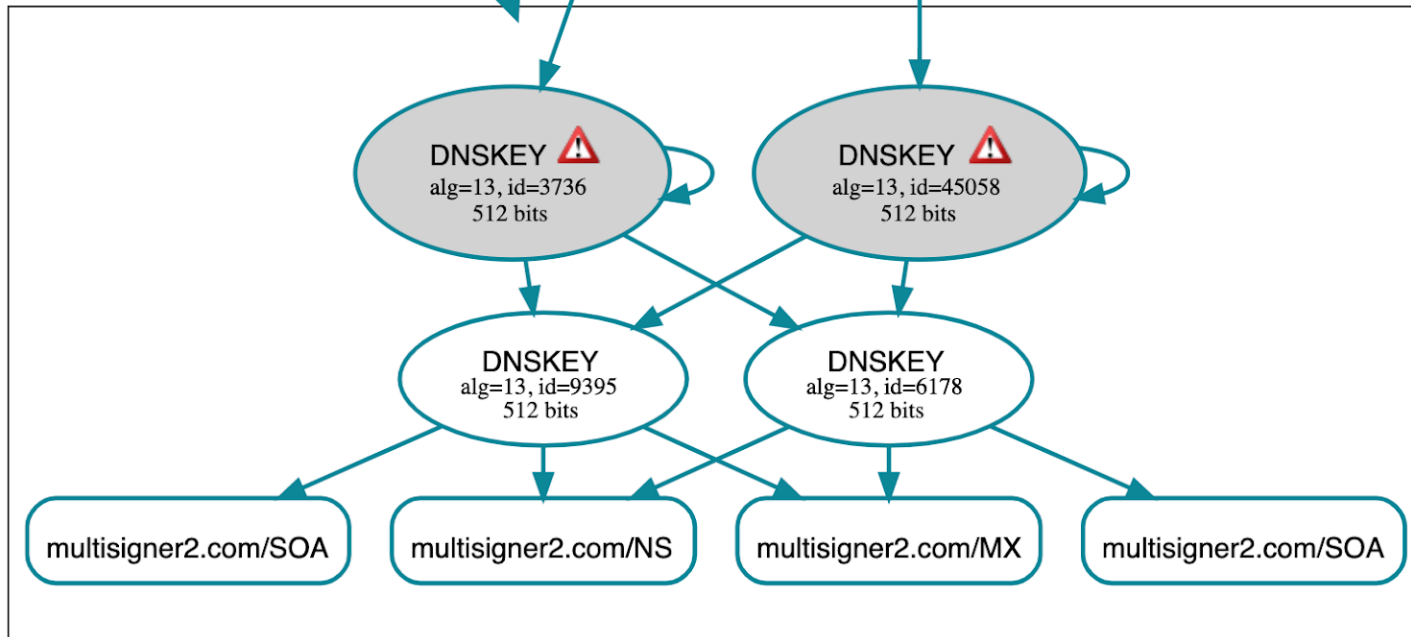 DNSKEY
alg=13, id=3736
512 bits
DNSKEY
alg=13, id=45058
512 bits
DNSKEY
alg=13, id=9395
512 bits
DNSKEY
alg=13, id=6178
512 bits
multisigner2.com/SOA
multisigner2.com/NS
multisigner2.com/MX
multisigner2.com/SOA